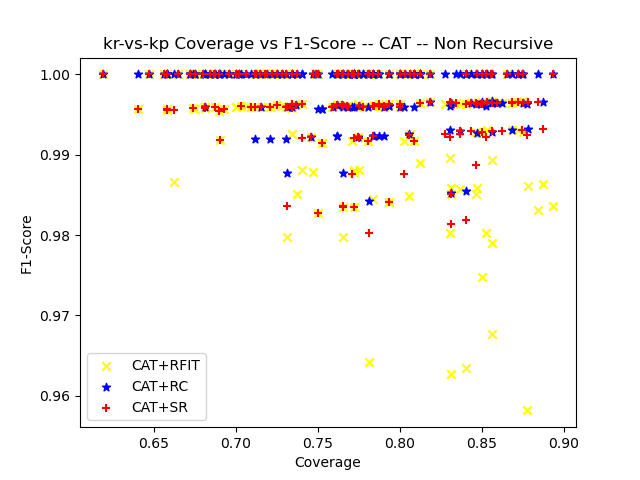 kr-vs-kp Coverage vs F1-Score -- CAT -- Non Recursive
1.00
0.99
0.98
0.97
0.96
F1-Score
CAT+RFIT
CAT+RC
CAT+SR
0.65 0.70 0.75 0.80 0.85 0.90
Coverage